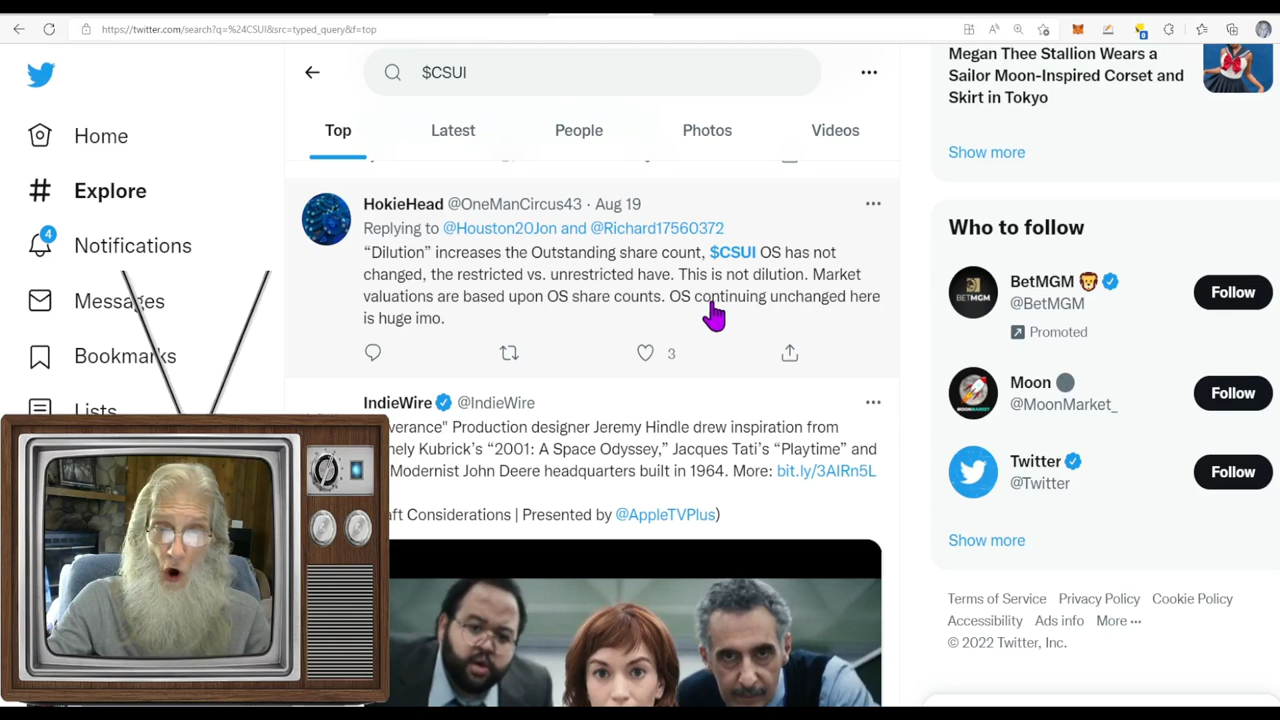 https://twitter.com/search?q=%24CSUI&src=typed_query&f=top
$CSUI
Top
Latest
People
Photos
Videos
Home
Explore
4
Notifications
Messages
Bookmarks
Lists
HokieHead @OneManCircus43 · Aug 19
Replying to @Houston20Jon and @Richard17560372
“Dilution” increases the Outstanding share count, $CSUI OS has not
changed, the restricted vs. unrestricted have. This is not dilution. Market
valuations are based upon OS share counts. OS continuing unchanged here
is huge imo.
3
IndieWire @IndieWire
verance" Production designer Jeremy Hindle drew inspiration from
nely Kubrick’s “2001: A Space Odyssey,” Jacques Tati’s “Playtime” and
Modernist John Deere headquarters built in 1964. More: bit.ly/3AIRn5L
aft Considerations | Presented by @AppleTVPlus)
Megan Thee Stallion Wears a
Sailor Moon-Inspired Corset and
Skirt in Tokyo
Show more
Who to follow
BETMGM
BetMGM
@BetMGM
Promoted
Follow
Moon
@MoonMarket_
Follow
Twitter
@Twitter
Follow
Show more
Terms of Service Privacy Policy Cookie Policy
Accessibility Ads info More ···
© 2022 Twitter, Inc.